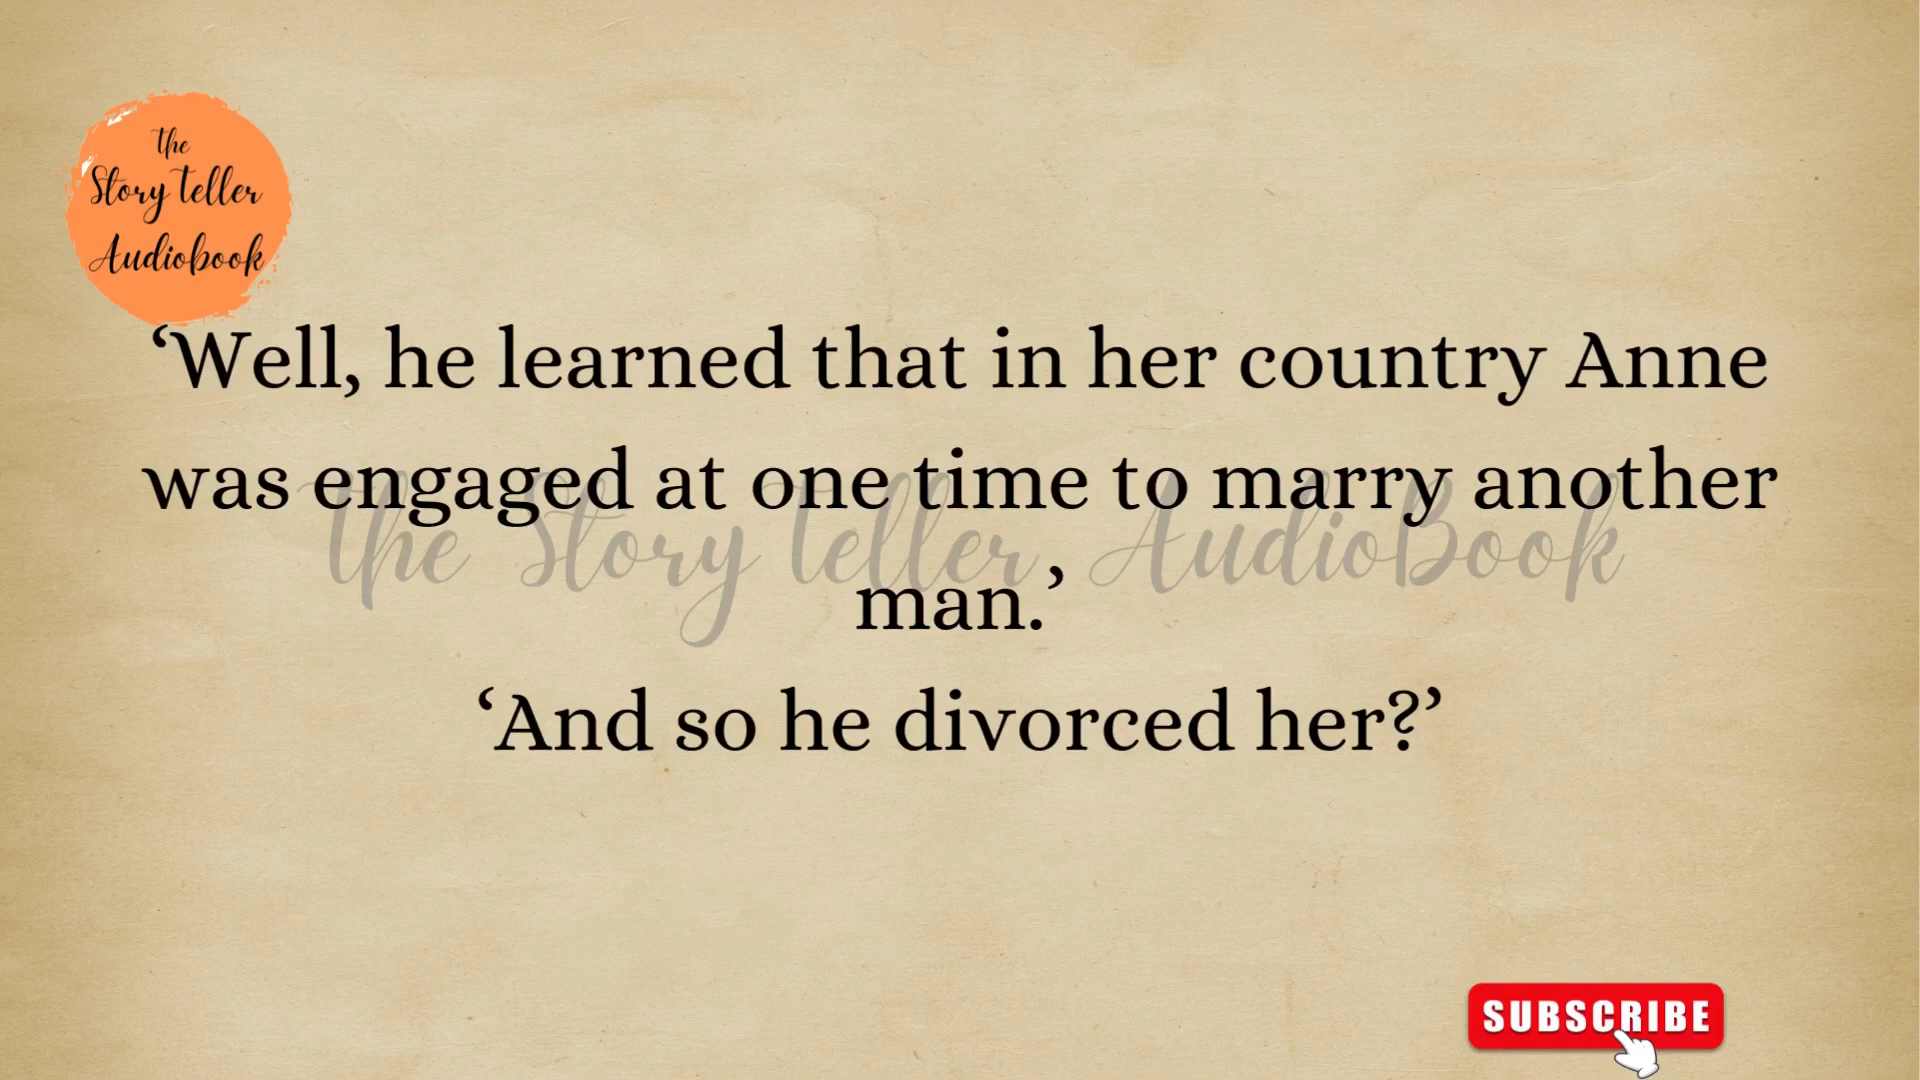 the
Story teller
Audiobook
‘Well, he learned that in her country Anne
was engaged at one time to marry another
man.’
the Story teller AudioBook
‘And so he divorced her?’
SUBSCRIBE